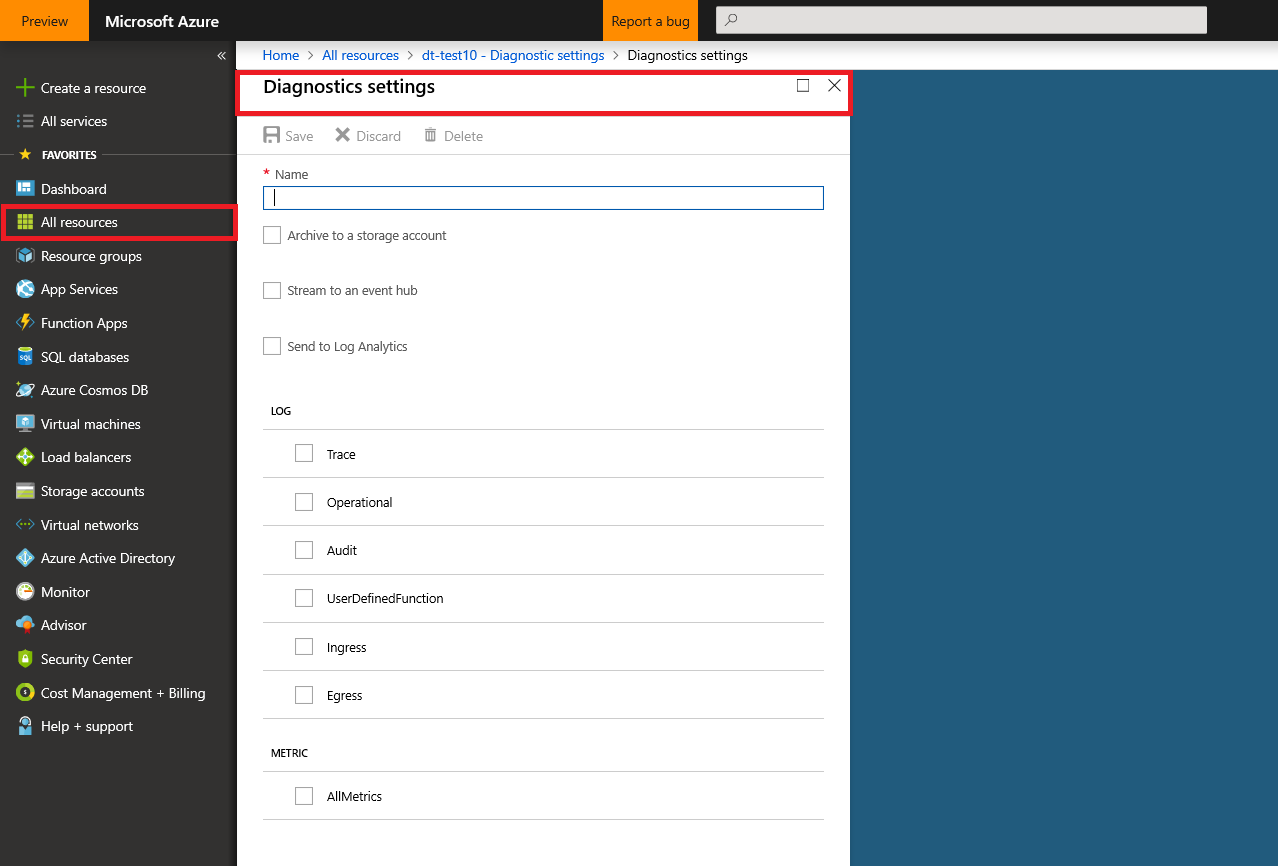 Preview
Microsoft Azure
Report a bug
Home > All resources > dt-test10 - Diagnostic settings > Diagnostics settings
«
Create a resource
All services
FAVORITES
Dashboard
All resources
Resource groups
App Services
Function Apps
SQL databases
Azure Cosmos DB
Virtual machines
Load balancers
Storage accounts
Virtual networks
Azure Active Directory
Monitor
Advisor
Security Center
Cost Management + Billing
Help + support
Diagnostics settings
Save Discard Delete
* Name
Archive to a storage account
Stream to an event hub
Send to Log Analytics
LOG
Trace
Operational
Audit
UserDefinedFunction
Ingress
Egress
METRIC
AllMetrics